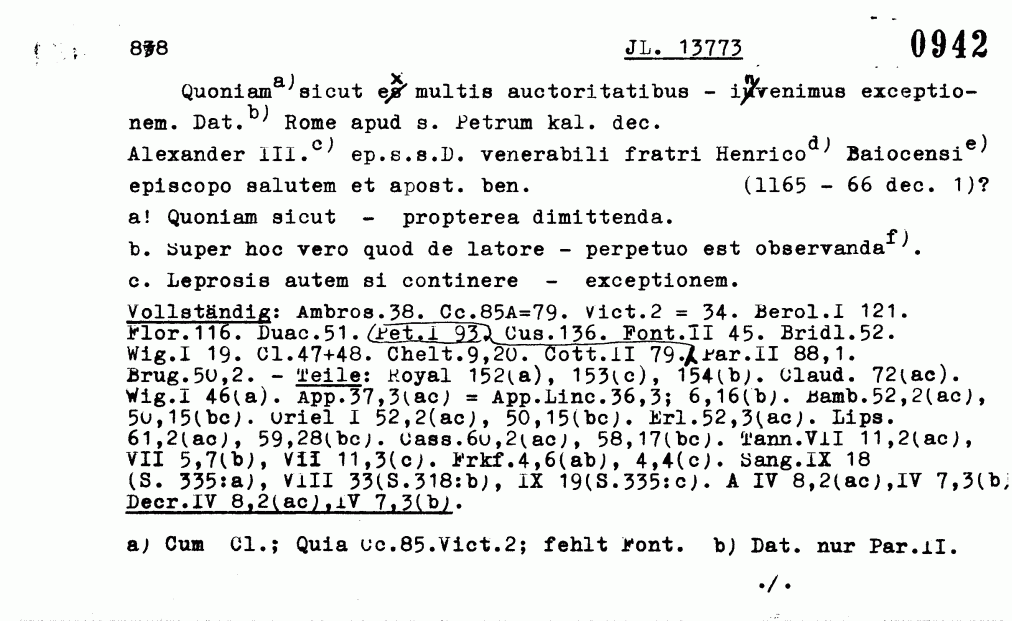 838 JL. 13773 0942
Quoniam a) sicut ex multis auctoritatibus - invenimus exceptio-
nem. Dat. b) Rome apud s. Petrum kal. dec.
Alexander III. c) ep.s.s.D. venerabili fratri Henrico d) Baiocensi e)
episcopo salutem et apost. ben. (1165 - 66 dec. 1)?
a! Quoniam sicut - propterea dimittenda.
b. Super hoc vero quod de latore - perpetuo est observanda f).
c. Leprosis autem si continere - exceptionem.
Vollständig: Ambros.38. Cc.85A=79. Vict.2 = 34. Berol.I 121.
Flor.116. Duac.51. (Pet.I 93) Cus.136. Font.II 45. Bridl.52.
Wig.I 19. Cl.47+48. Chelt.9,20. Cott.II 79. Par.II 88,1.
Brug.50,2. - Teile: Royal 152(a), 153(c), 154(b). Claud. 72(ac).
Wig.I 46(a). App.37,3(ac) = App.Linc.36,3; 6,16(b). Bamb.52,2(ac),
50,15(bc). Oriel I 52,2(ac), 50,15(bc). Erl.52,3(ac). Lips.
61,2(ac), 59,28(bc). Cass.60,2(ac), 58,17(bc). Tann.VII 11,2(ac),
VII 5,7(b), VII 11,3(c). Frkf.4,6(ab), 4,4(c). Sang.IX 18
(S. 335:a), VIII 33(S.318:b), IX 19(S.335:c). A IV 8,2(ac),IV 7,3(b,
Decr.IV 8,2(ac),IV 7,3(b).
a) Cum Cl.; Quia Cc.85.Vict.2; fehlt Font. b) Dat. nur Par.II.
./.